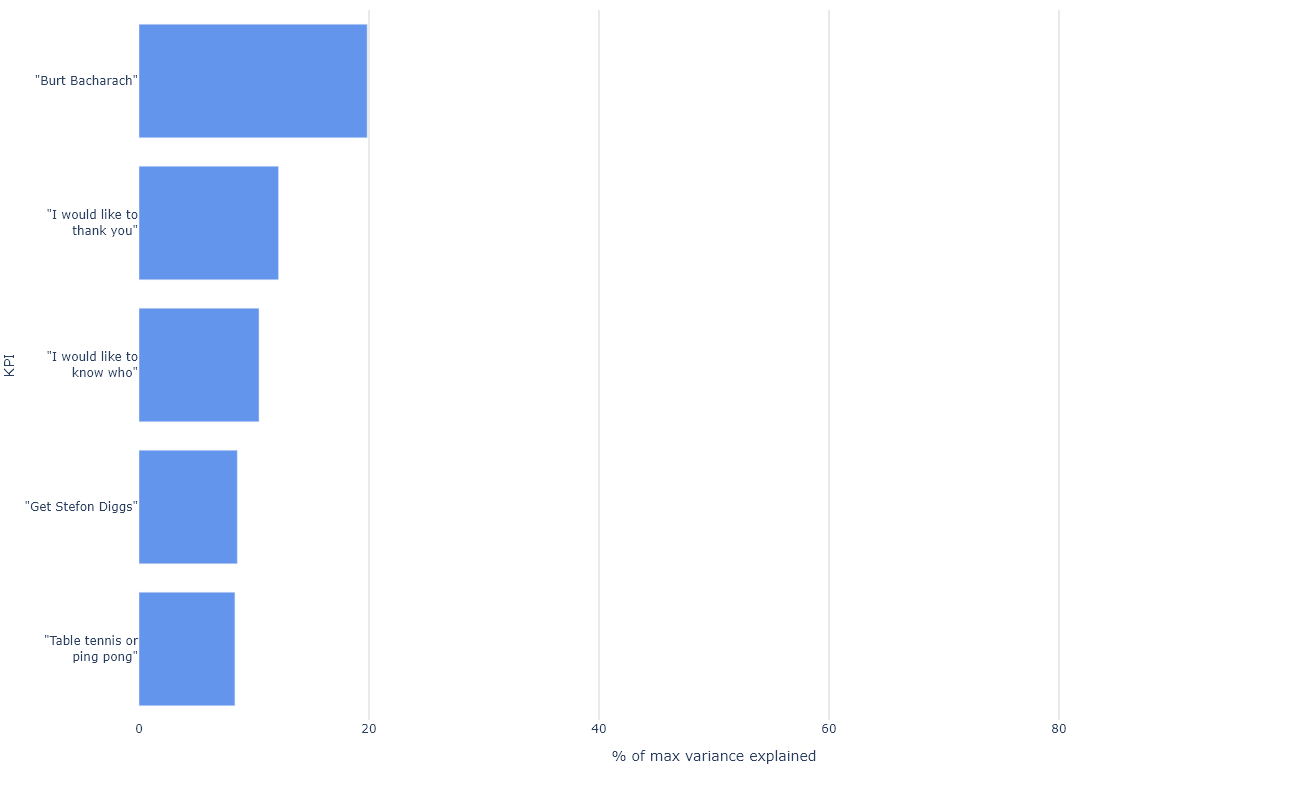 "Burt Bacharach"
"I would like to
thank you"
"I would like to
know who"
"Get Stefon Diggs"
"Table tennis or
ping pong"
KPI
0
20
40
60
80
% of max variance explained